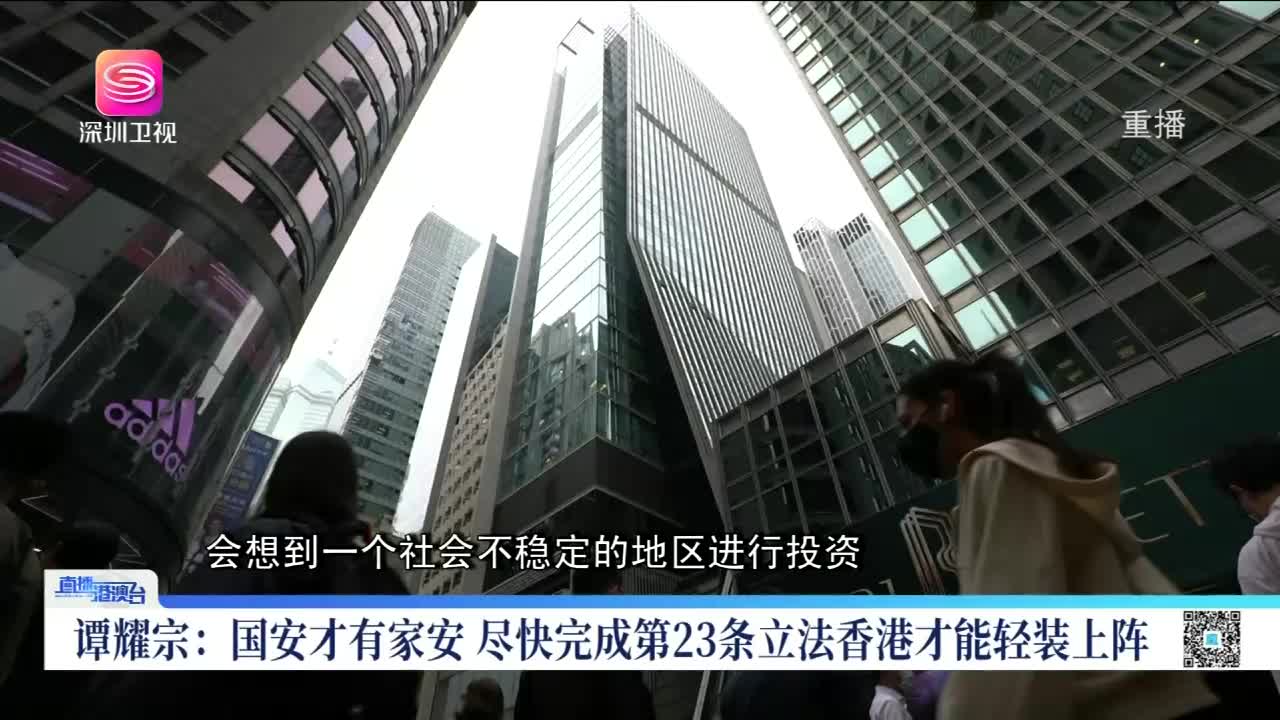 深圳卫视
重播
adidas
会想到一个社会不稳定的地区进行投资
直播港澳台
谭耀宗：国安才有家安 尽快完成第23条立法香港才能轻装上阵